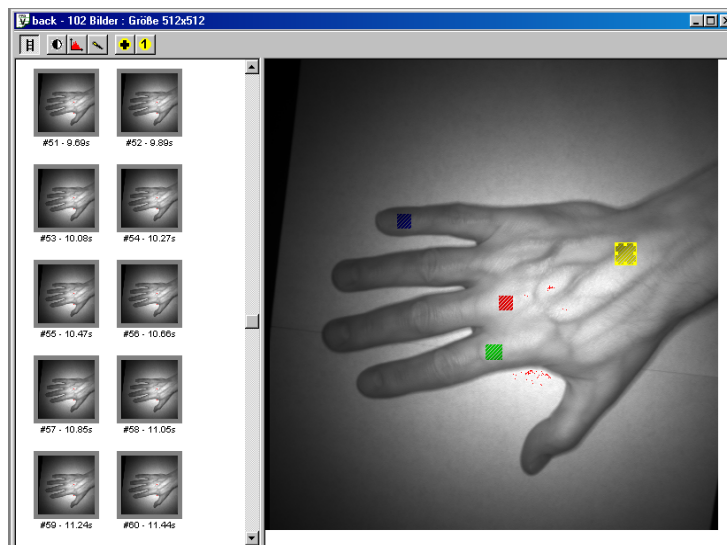 back - 102 Bilder : Größe 512x512
1
#51 - 9.69s
#52 - 9.89s
#53 - 10.08s
#54 - 10.27s
#55 - 10.47s
#56 - 10.66s
#57 - 10.85s
#58 - 11.05s
#59 - 11.24s
#60 - 11.44s